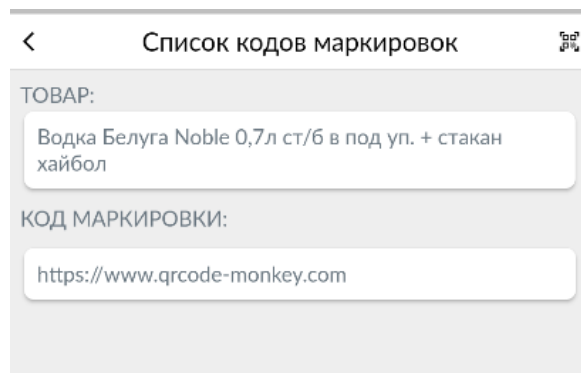 Список кодов маркировок
ТОВАР:
Водка Белуга Noble 0,7л ст/б в под уп. + стакан
хайбол
КОД МАРКИРОВКИ:
https://www.qrcode-monkey.com